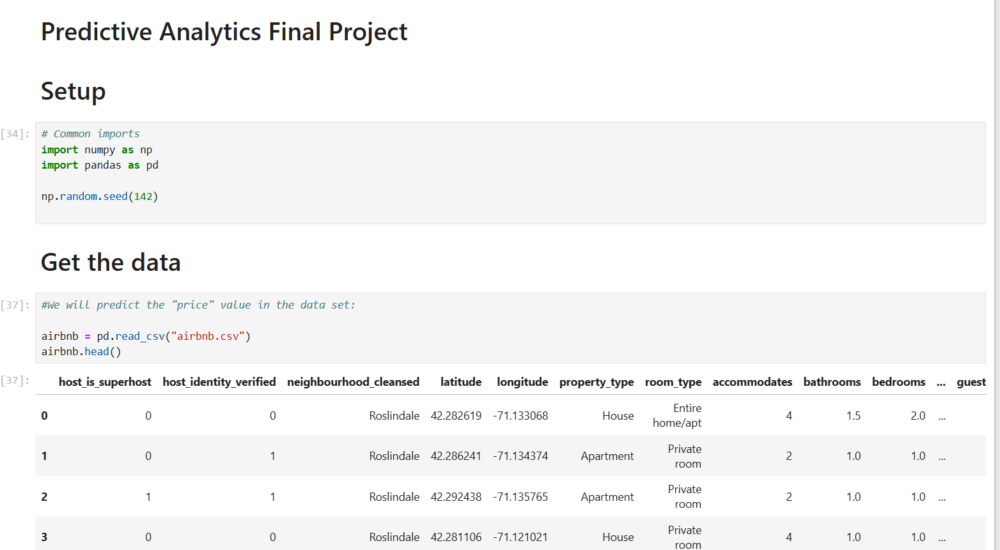 Predictive Analytics Final Project
Setup
[34]:
# Common imports
import numpy as np
import pandas as pd
np.random.seed(142)
Get the data
[37]:
#We will predict the "price" value in the data set:
airbnb = pd.read_csv("airbnb.csv")
airbnb.head()
[37]:
host_is_superhost host_identity_verified neighbourhood_cleansed latitude longitude property_type room_type accommodates bathrooms bedrooms ... guest
0 0 0 Roslindale 42.282619 -71.133068 House Entire home/apt 4 1.5 2.0 ...
1 0 1 Roslindale 42.286241 -71.134374 Apartment Private room 2 1.0 1.0 ...
2 1 1 Roslindale 42.292438 -71.135765 Apartment Private room 2 1.0 1.0 ...
3 0 0 Roslindale 42.281106 -71.121021 House Private room 4 1.0 1.0 ...